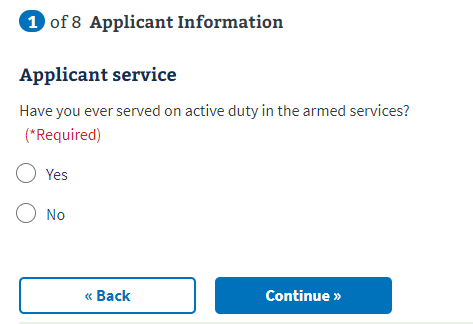 1 of 8 Applicant Information
Applicant service
Have you ever served on active duty in the armed services?
(*Required)
Yes
No
« Back
Continue »